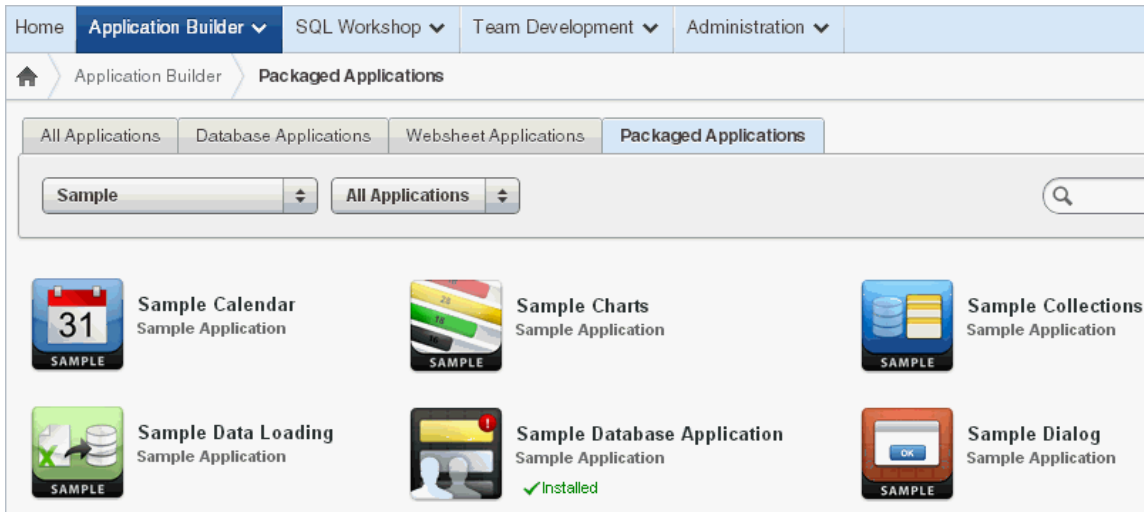 Home Application Builder SQL Workshop Team Development Administration
Application Builder Packaged Applications
All Applications Database Applications Websheet Applications Packaged Applications
Sample All Applications
31
SAMPLE
Sample Calendar
Sample Application
28
18
16
SAMPLE
Sample Charts
Sample Application
SAMPLE
Sample Collections
Sample Application
X
SAMPLE
Sample Data Loading
Sample Application
!
Sample Database Application
Sample Application
Installed
OK
SAMPLE
Sample Dialog
Sample Application